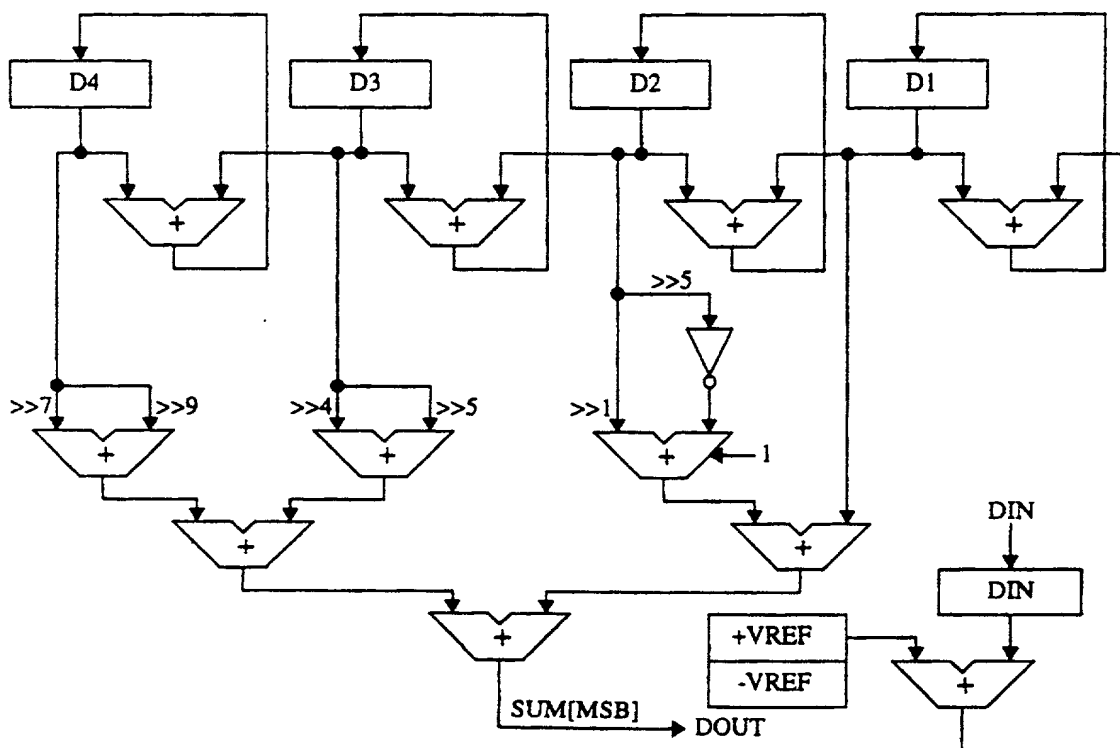 D4 D3 D2 D1
+ + + +
>>5
>>7 >>9 >>4 >>5 >>1
+ + + 1
DIN
+ +
DIN
+ +VREF
+
-VREF
SUM[MSB] DOUT